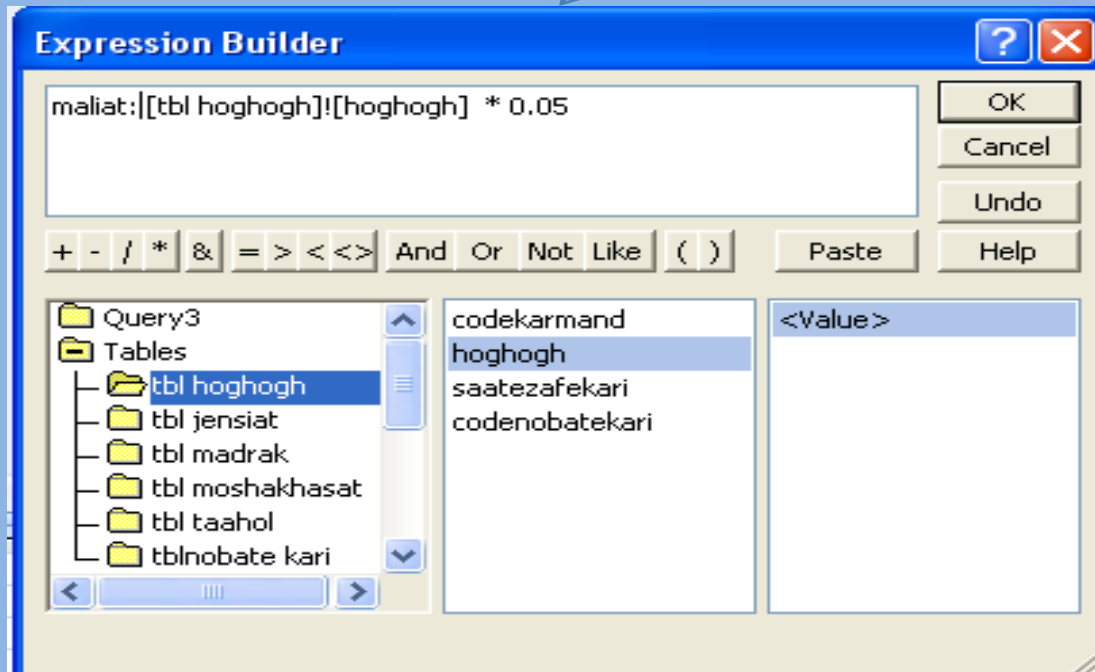 Expression Builder
maliat:[tbl hoghogh]![hoghogh] * 0.05
OK
Cancel
Undo
+ - / * & = > < <> And Or Not Like ( ) Paste Help
Query3
Tables
tbl hoghogh
tbl jensiat
tbl madrak
tbl moshakhasat
tbl taahol
tblnobate kari
codekarmand
hoghogh
saatezafekari
codenobatekari
<Value>